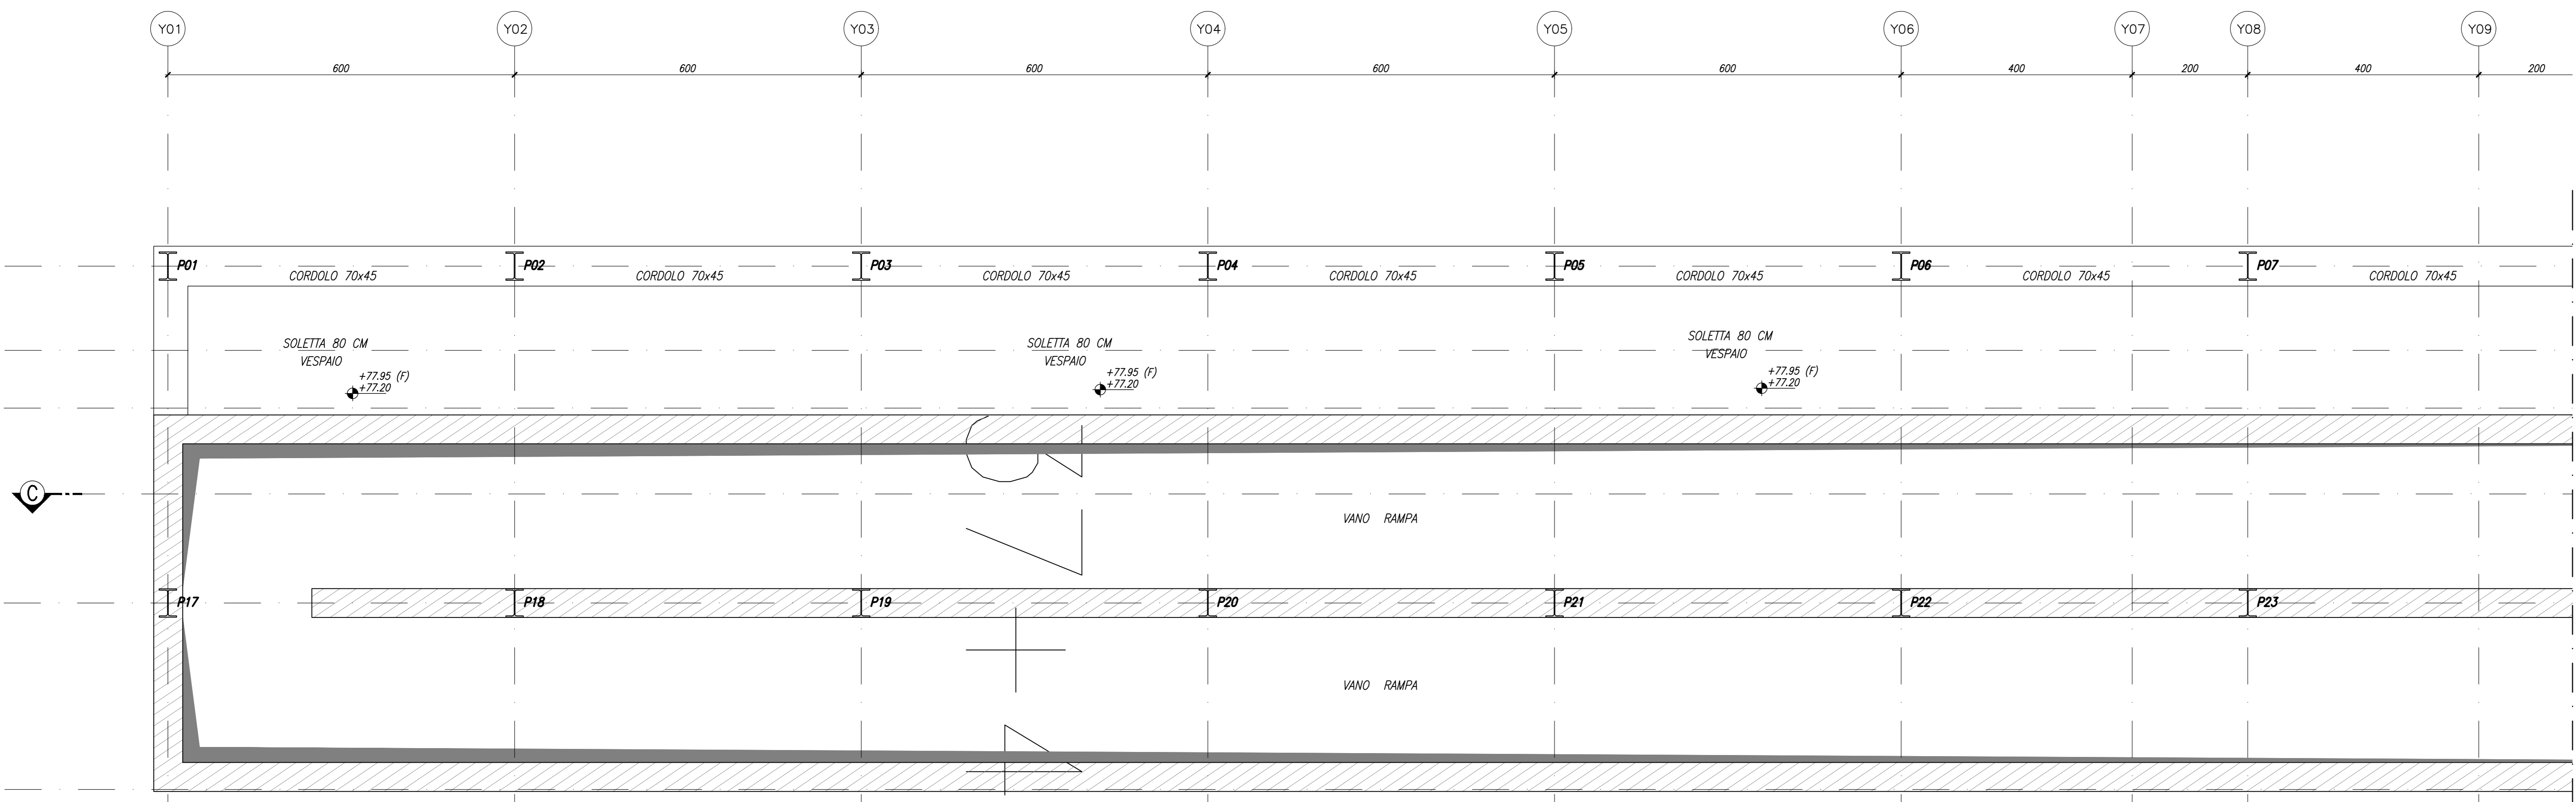 Y01 Y02 Y03 Y04 Y05 Y06 Y07 Y08 Y09
600 600 600 600 600 400 200 400 200
P01 P02 P03 P04 P05 P06 P07
CORDOLO 70x45 CORDOLO 70x45 CORDOLO 70x45 CORDOLO 70x45 CORDOLO 70x45 CORDOLO 70x45 CORDOLO 70x45
SOLETTA 80 CM
VESPAIO
+77.95 (F)
+77.20
SOLETTA 80 CM
VESPAIO
+77.95 (F)
+77.20
SOLETTA 80 CM
VESPAIO
+77.95 (F)
+77.20
C
VANO RAMPA
P17 P18 P19 P20 P21 P22 P23
VANO RAMPA